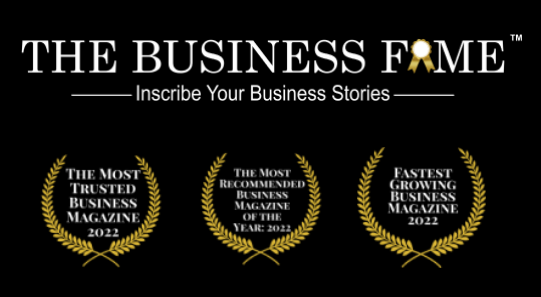 THE BUSINESS FAME™
Inscribe Your Business Stories
THE MOST
TRUSTED
BUSINESS
MAGAZINE
2022
THE MOST
RECOMMENDED
BUSINESS
MAGAZINE
OF THE
YEAR: 2022
FASTEST
GROWING
BUSINESS
MAGAZINE
2022